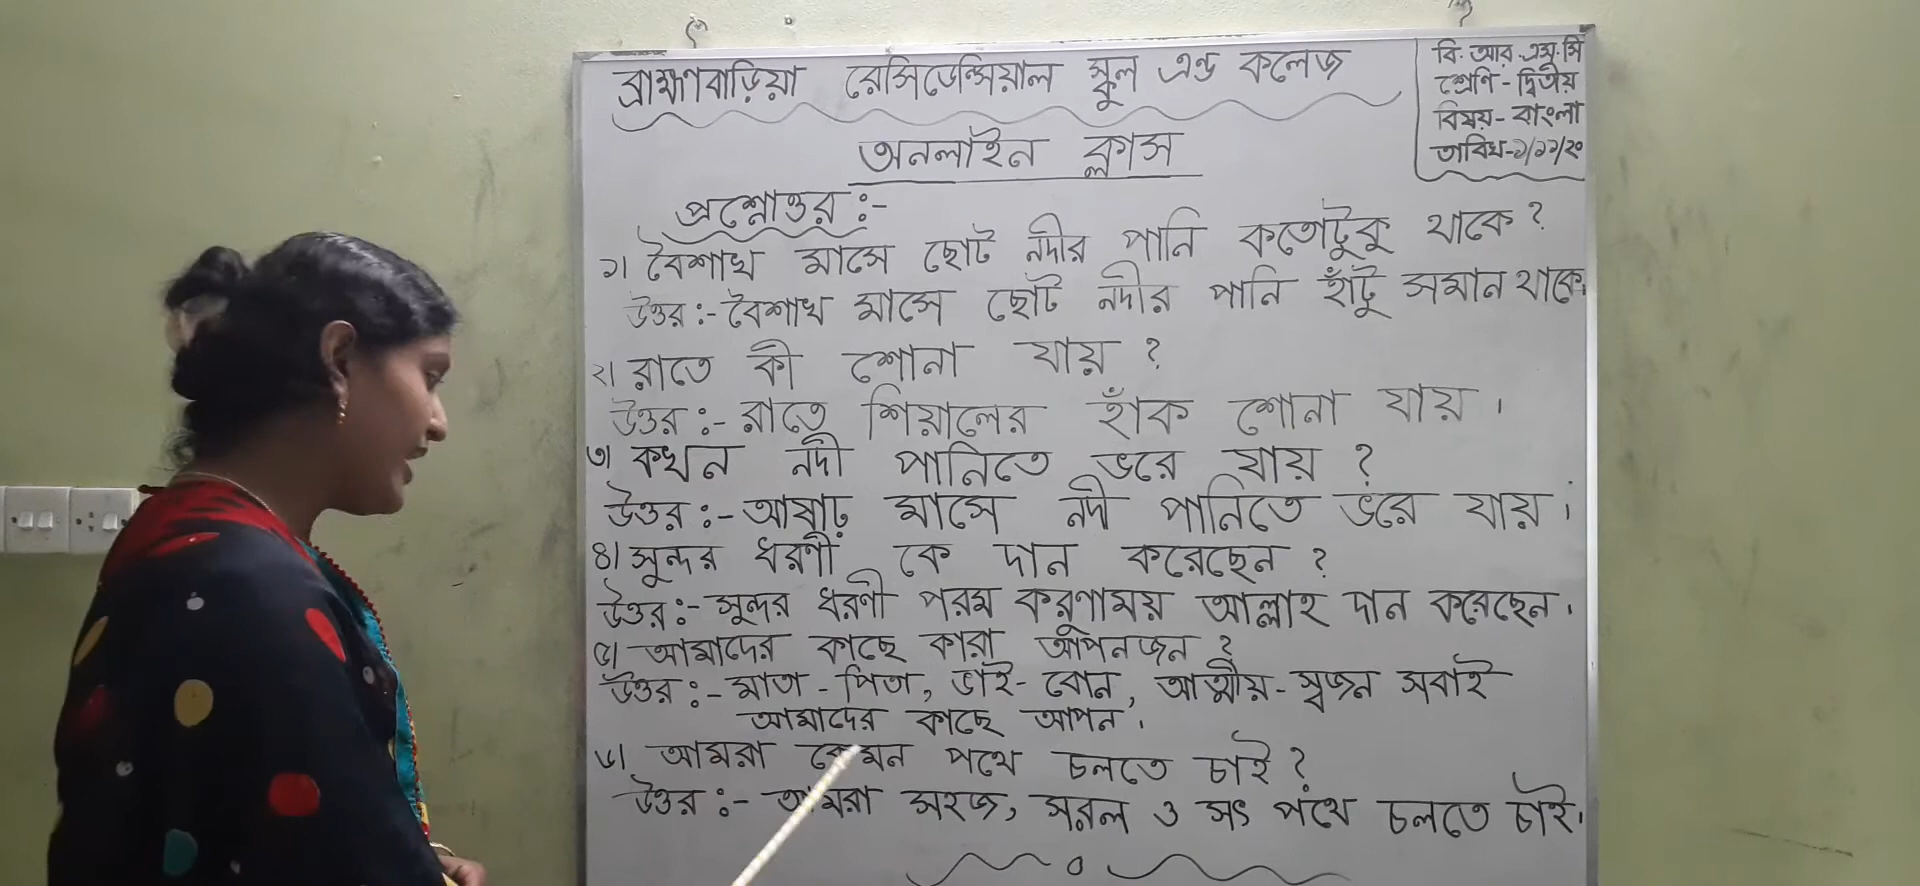 ব্রাহ্মণবাড়িয়া রেসিডেন্সিয়াল স্কুল এন্ড কলেজ
বি. আর. এস. সি
শ্রেণি - দ্বিতীয়
বিষয় - বাংলা
তারিখ-১/১১/২০
অনলাইন ক্লাস
প্রশ্নোত্তর :-
১। বৈশাখ মাসে ছোট নদীর পানি কতোটুকু থাকে ?
উত্তর :- বৈশাখ মাসে ছোট নদীর পানি হাঁটু সমান থাকে।
২। রাতে কী শোনা যায় ?
উত্তর :- রাতে শিয়ালের হাঁক শোনা যায় ।
৩। কখন নদী পানিতে ভরে যায় ?
উত্তর :- আষাঢ় মাসে নদী পানিতে ভরে যায় ।
৪। সুন্দর ধরণী কে দান করেছেন ?
উত্তর :- সুন্দর ধরণী পরম করুণাময় আল্লাহ দান করেছেন ।
৫। আমাদের কাছে কারা আপনজন ?
উত্তর :- মাতা - পিতা, ভাই - বোন, আত্মীয় - স্বজন সবাই
আমাদের কাছে আপন ।
৬। আমরা কেমন পথে চলতে চাই ?
উত্তর :- আমরা সহজ, সরল ও সৎ পথে চলতে চাই ।